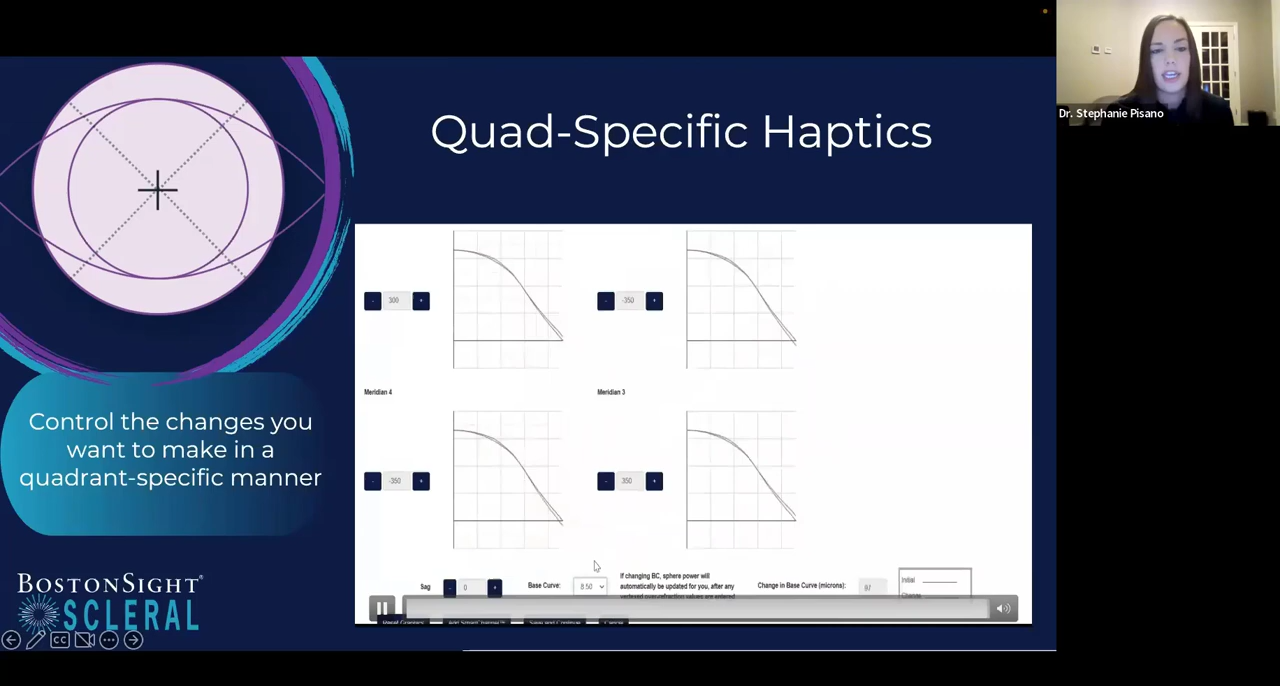 Dr. Stephanie Pisano
Quad-Specific Haptics
- 300 +
- -350 +
Meridian 4
Meridian 3
- -350 +
- 350 +
Control the changes you
want to make in a
quadrant-specific manner
Sag - 0 +
Base Curve: 8.50
If changing BC, sphere power will
automatically be updated for you, after any
Change in Base Curve (microns): 97
Initial
BOSTONSIGHT®
SCLERAL
CC